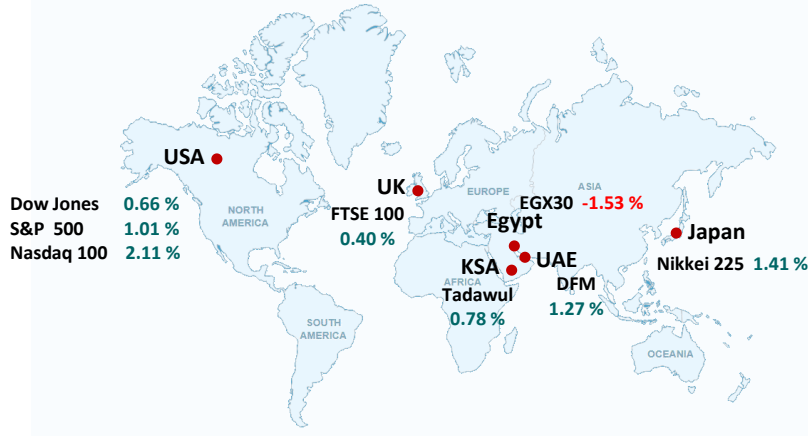 USA
Dow Jones 0.66 %
S&P 500 1.01 %
Nasdaq 100 2.11 %
NORTH
AMERICA
SOUTH
AMERICA
UK
FTSE 100
0.40 %
EUROPE
ASIA
EGX30 -1.53 %
Egypt
KSA
AFRICA
Tadawul
0.78 %
UAE
DFM
1.27 %
Japan
Nikkei 225 1.41 %
OCEANIA